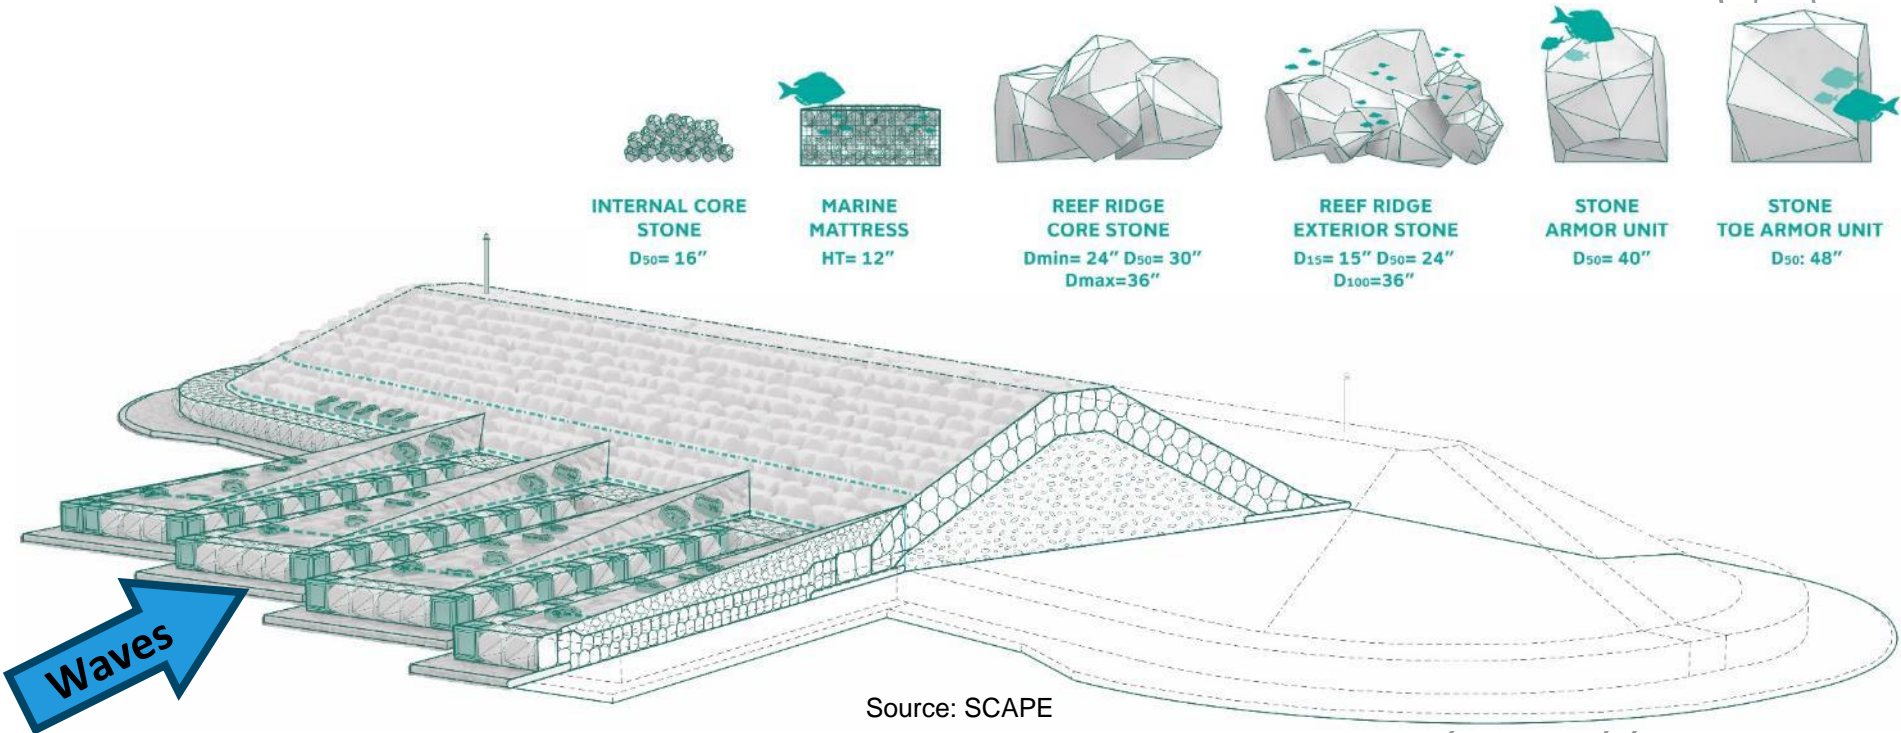 INTERNAL CORE
STONE
D50= 16”
MARINE
MATTRESS
HT= 12”
REEF RIDGE
CORE STONE
Dmin= 24” D50= 30”
Dmax=36”
REEF RIDGE
EXTERIOR STONE
D15= 15” D50= 24”
D100=36”
STONE
ARMOR UNIT
D50= 40”
STONE
TOE ARMOR UNIT
D50: 48”
Waves
Source: SCAPE